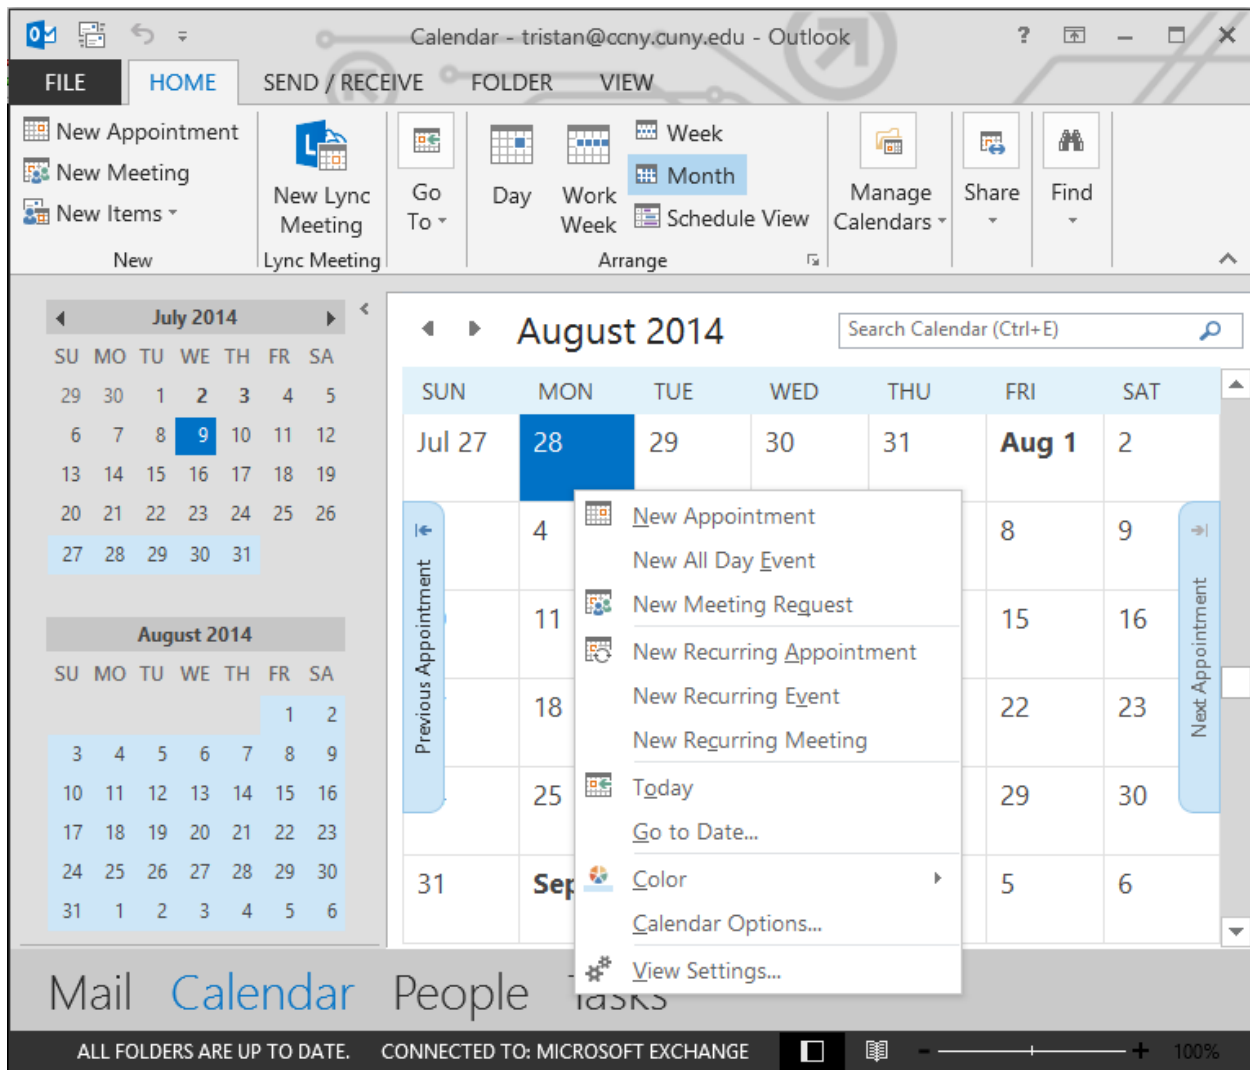 Calendar - tristan@ccny.cuny.edu - Outlook
?
FILE HOME SEND / RECEIVE FOLDER VIEW
New Appointment
New Meeting
New Items
New
New Lync
Meeting
Lync Meeting
Go
To
Day
Work
Week
Week
Month
Schedule View
Arrange
Manage
Calendars
Share
Find
July 2014
SU MO TU WE TH FR SA
29 30 1 2 3 4 5
6 7 8 9 10 11 12
13 14 15 16 17 18 19
20 21 22 23 24 25 26
27 28 29 30 31
August 2014
SU MO TU WE TH FR SA
1 2
3 4 5 6 7 8 9
10 11 12 13 14 15 16
17 18 19 20 21 22 23
24 25 26 27 28 29 30
31 1 2 3 4 5 6
August 2014
Search Calendar (Ctrl+E)
SUN MON TUE WED THU FRI SAT
Jul 27 28 29 30 31 Aug 1 2
4 8 9
11 15 16
18 22 23
25 29 30
31 Sep 5 6
Previous Appointment
Next Appointment
New Appointment
New All Day Event
New Meeting Request
New Recurring Appointment
New Recurring Event
New Recurring Meeting
Today
Go to Date...
Color
Calendar Options...
View Settings...
Mail Calendar People Tasks
ALL FOLDERS ARE UP TO DATE. CONNECTED TO: MICROSOFT EXCHANGE 100%